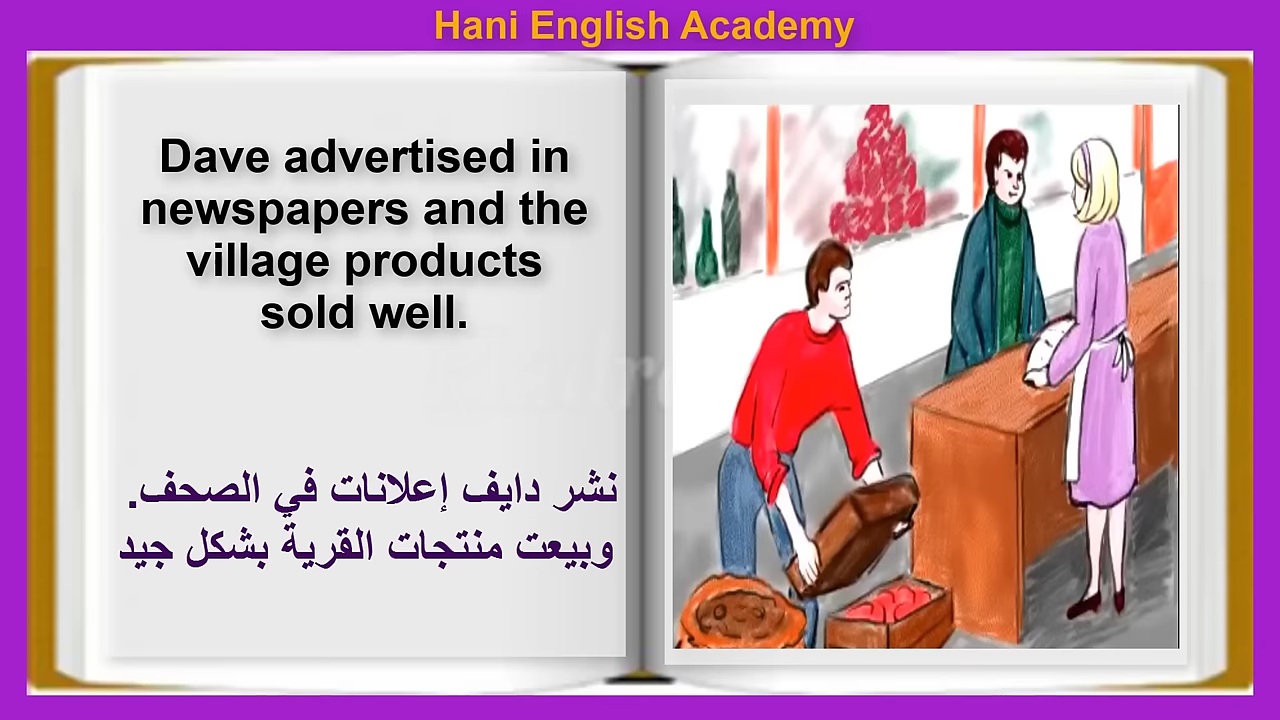 Hani English Academy
Dave advertised in
newspapers and the
village products
sold well.
نشر دايف إعلانات في الصحف.
وبيعت منتجات القرية بشكل جيد